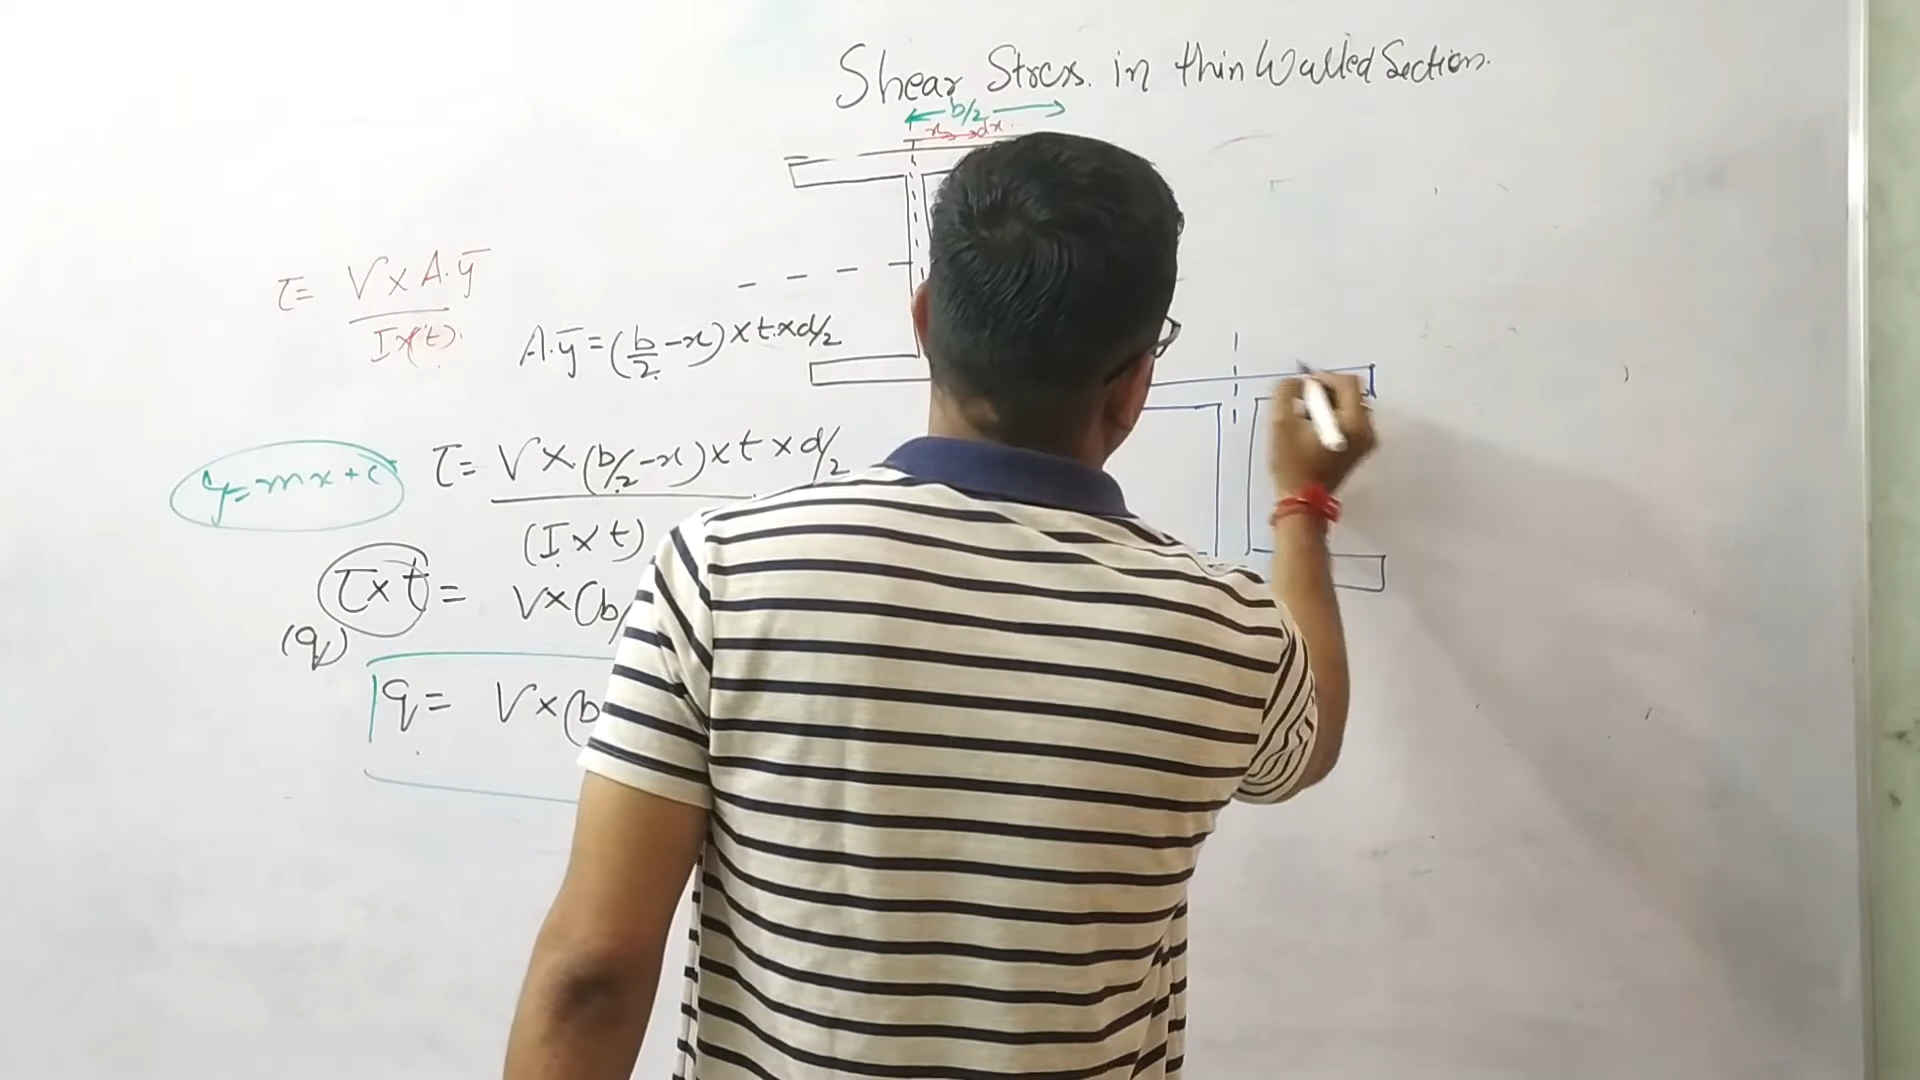 Shear Stress. in thin Walled Section.
b/2
x dx
τ = V × A.ȳ / I×(t)
A.ȳ = (b/2 - x) × t × d/2
y = mx + c
τ = V × (b/2 - x) × t × d/2 / (I × t)
τ × t = V × (b/
(q)
q = V × (b